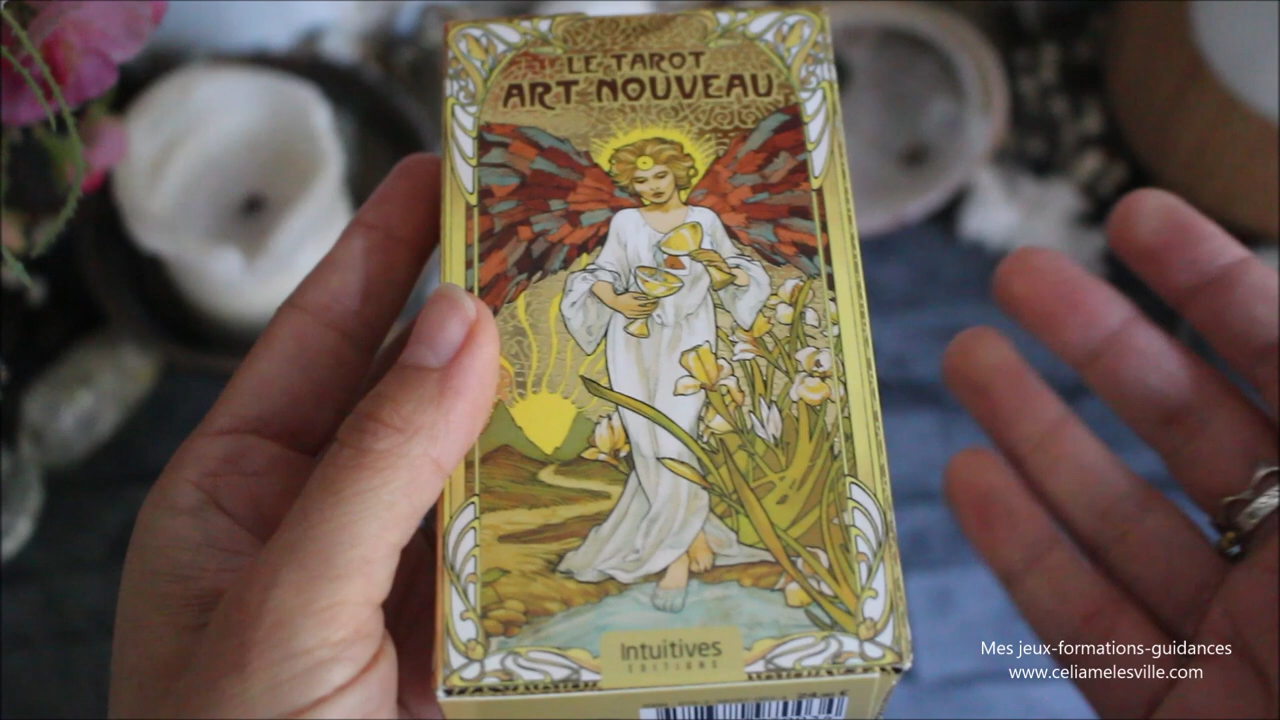 LE TAROT
ART NOUVEAU
Intuitives
ÉDITIONS
Mes jeux-formations-guidances
www.celiamelesville.com